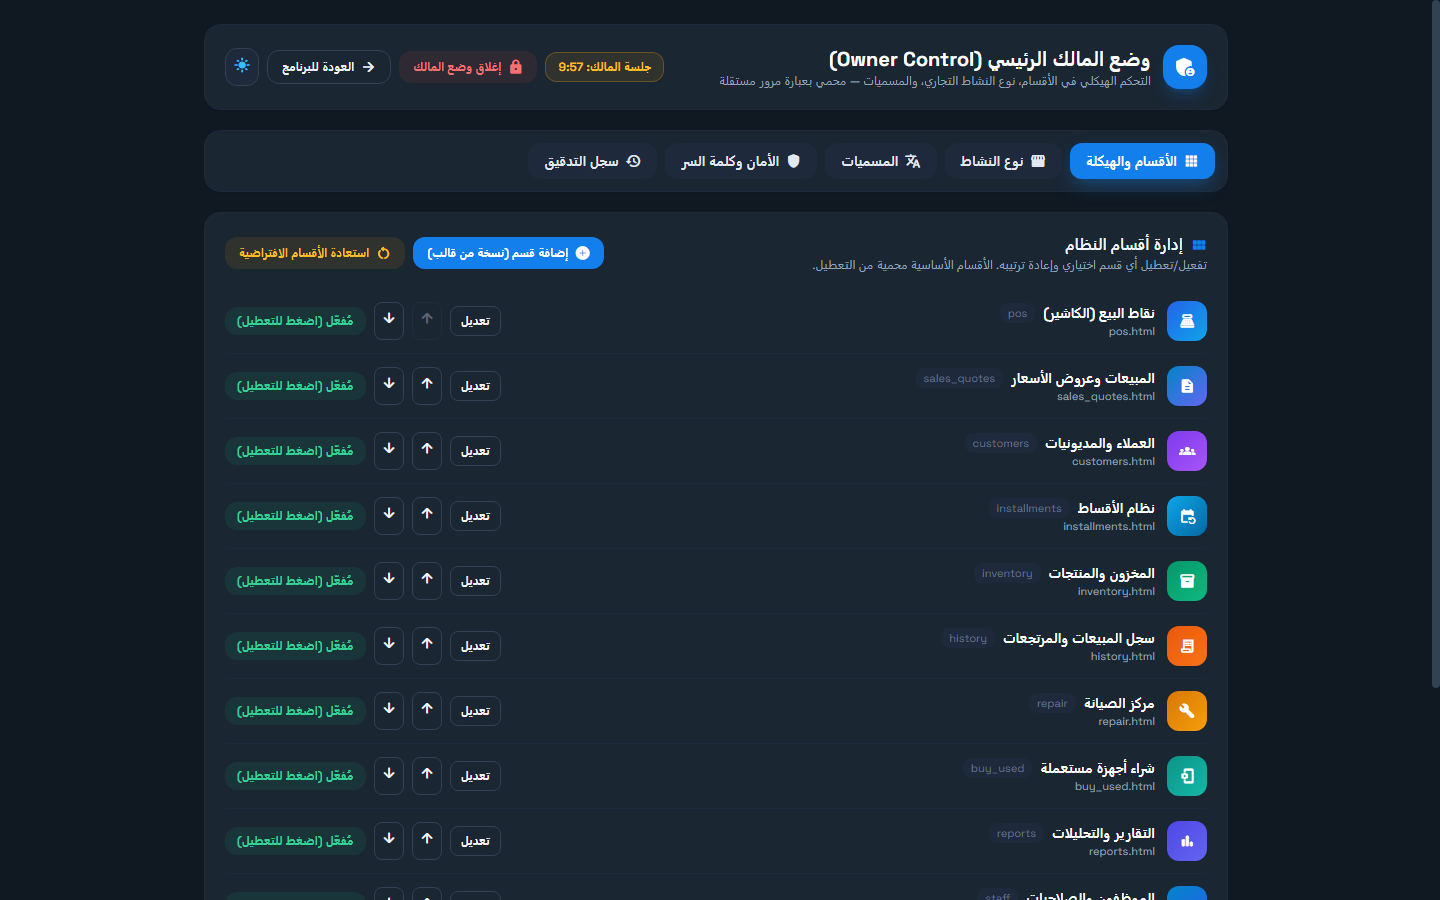 وضع المالك الرئيسي (Owner Control)
التحكم الهيكلي في الأقسام، نوع النشاط التجاري، والمسميات — محمي بعبارة مرور مستقلة
جلسة المالك: 9:57
إغلاق وضع المالك
العودة للبرنامج
الأقسام والهيكلة
نوع النشاط
المسميات
الأمان وكلمة السر
سجل التدقيق
إدارة أقسام النظام
تفعيل/تعطيل أي قسم اختياري وإعادة ترتيبه. الأقسام الأساسية محمية من التعطيل.
إضافة قسم (نسخة من قالب)
استعادة الأقسام الافتراضية
نقاط البيع (الكاشير) pos
pos.html
تعديل
مُفعّل (اضغط للتعطيل)
المبيعات وعروض الأسعار sales_quotes
sales_quotes.html
تعديل
مُفعّل (اضغط للتعطيل)
العملاء والمديونيات customers
customers.html
تعديل
مُفعّل (اضغط للتعطيل)
نظام الأقساط installments
installments.html
تعديل
مُفعّل (اضغط للتعطيل)
المخزون والمنتجات inventory
inventory.html
تعديل
مُفعّل (اضغط للتعطيل)
سجل المبيعات والمرتجعات history
history.html
تعديل
مُفعّل (اضغط للتعطيل)
مركز الصيانة repair
repair.html
تعديل
مُفعّل (اضغط للتعطيل)
شراء أجهزة مستعملة buy_used
buy_used.html
تعديل
مُفعّل (اضغط للتعطيل)
التقارير والتحليلات reports
reports.html
تعديل
مُفعّل (اضغط للتعطيل)
الموظفون والصلاحيات staff